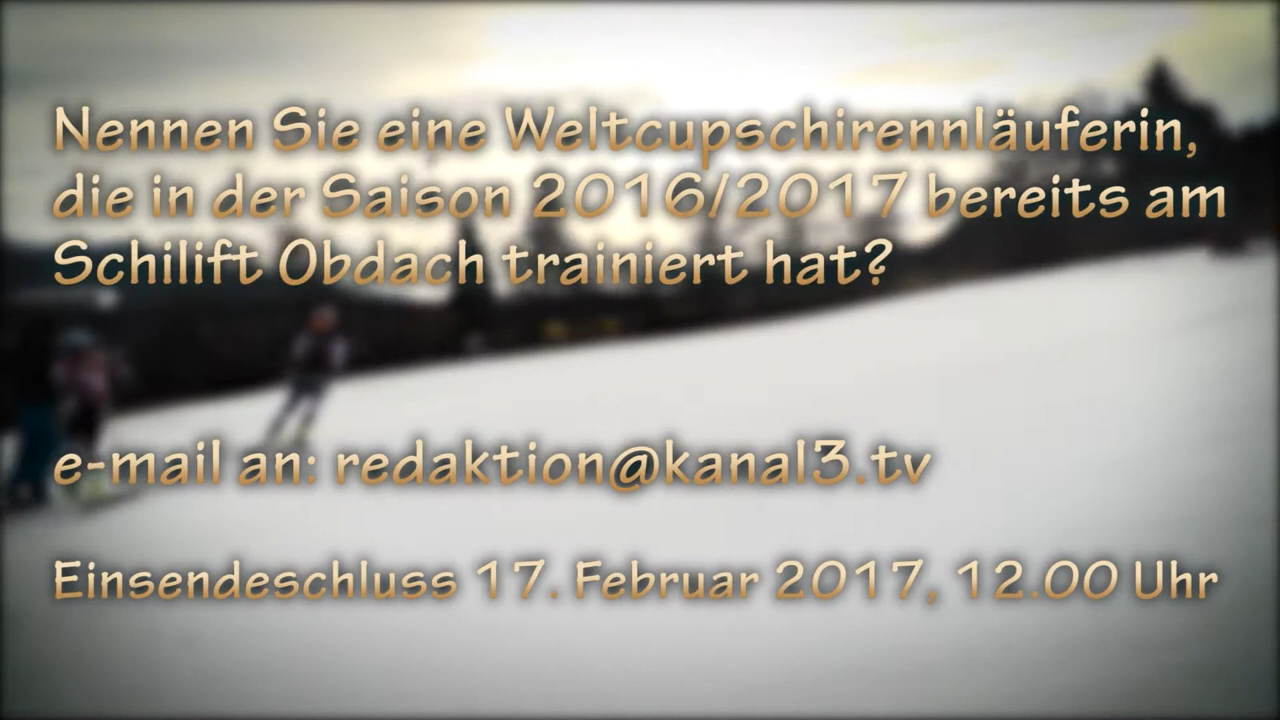 Nennen Sie eine Weltcupschirennläuferin,
die in der Saison 2016/2017 bereits am
Schilift Obdach trainiert hat?
e-mail an: redaktion@kanal3.tv
Einsendeschluss 17. Februar 2017, 12.00 Uhr